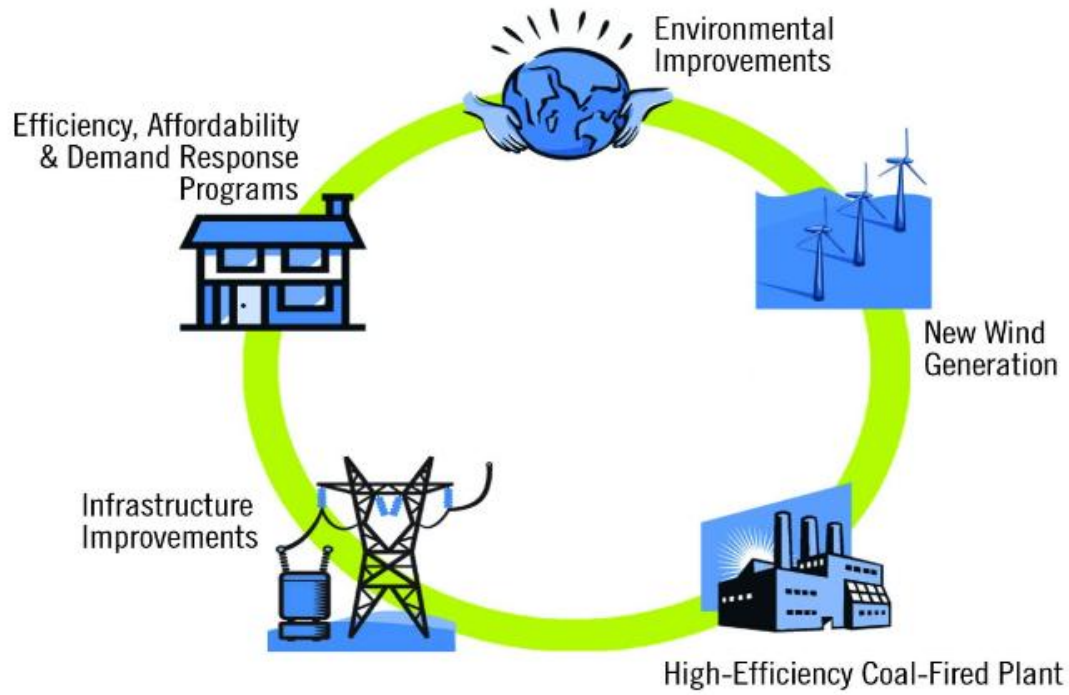 Environmental
Improvements
Efficiency, Affordability
& Demand Response
Programs
New Wind
Generation
Infrastructure
Improvements
High-Efficiency Coal-Fired Plant